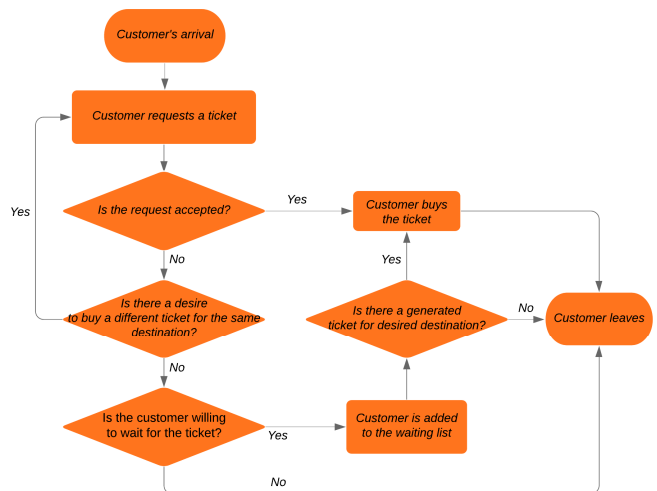 Customer's arrival
Customer requests a ticket
Yes
Is the request accepted?
Yes
Customer buys
the ticket
No
Yes
Is there a desire
to buy a different ticket for the same
destination?
Is there a generated
ticket for desired destination?
No
Customer leaves
No
Is the customer willing
to wait for the ticket?
Yes
Customer is added
to the waiting list
No